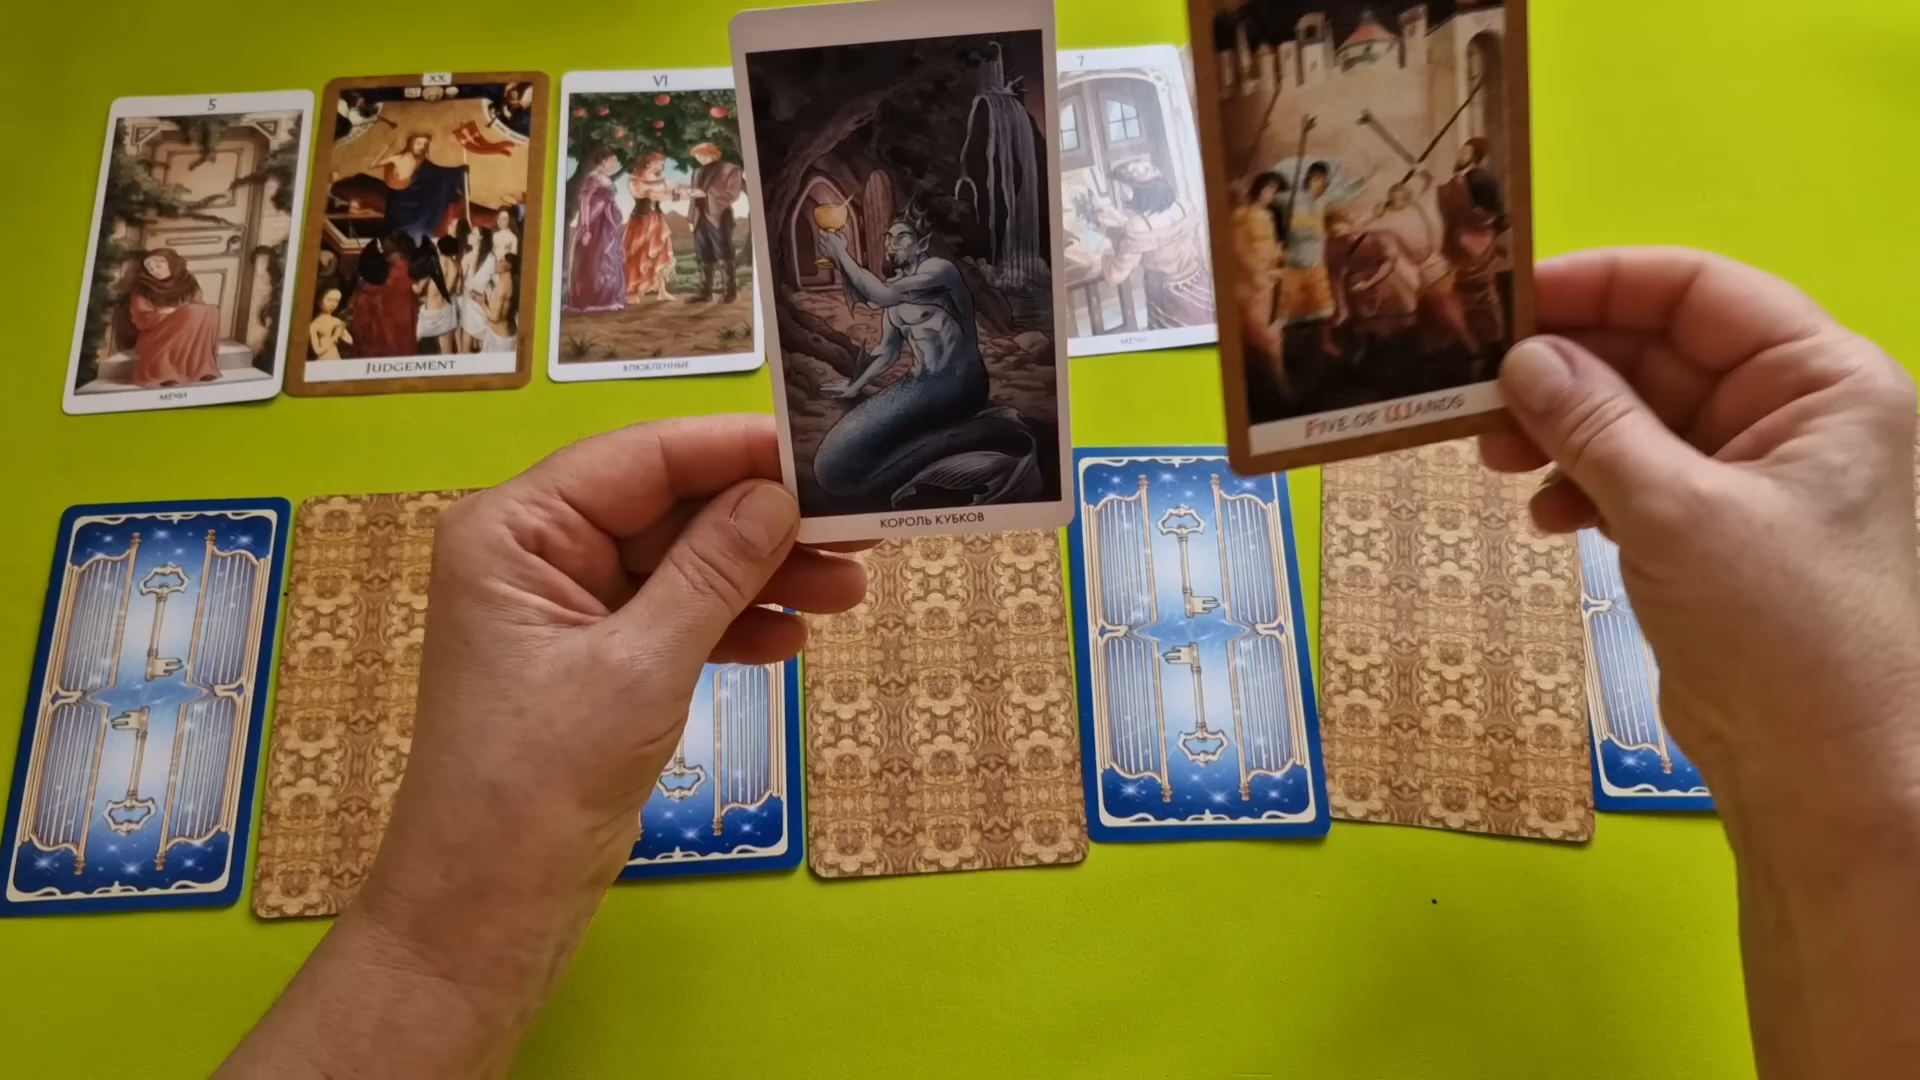 5
МЕЧИ
XX
JUDGEMENT
VI
ВЛЮБЛЕННЫЕ
КОРОЛЬ КУБКОВ
7
МЕЧИ
FIVE OF WANDS